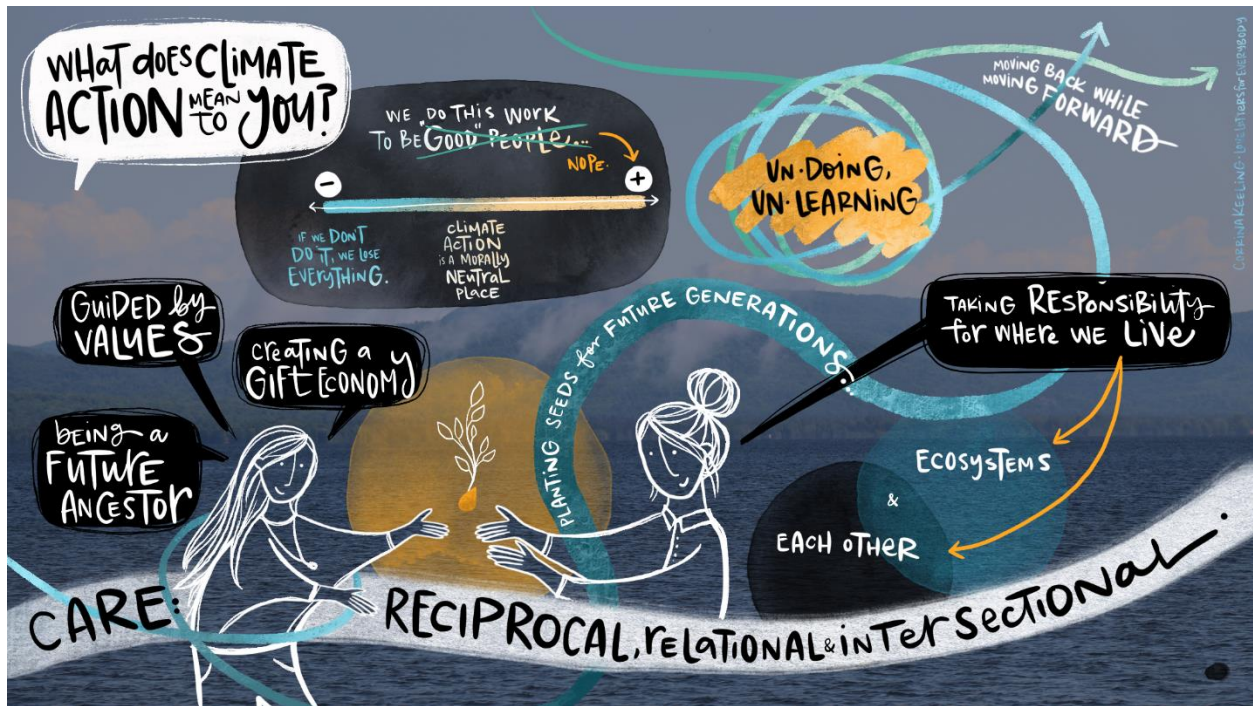 WHAT does CLIMATE
ACTION MEAN TO YOU?
WE DO THIS WORK
TO BE "GOOD" PEOPLE...
NOPE.
−
+
IF WE DON'T
DO IT, WE LOSE
EVERYTHING.
CLIMATE
ACTION
IS A MORALLY
NEUTRAL
PLACE
MOVING BACK WHILE
MOVING FORWARD
UN·DOING,
UN·LEARNING
GUIDED by
VALUES
CREATING A
GIFT ECONOMY
BEING A
FUTURE
ANCESTOR
PLANTING SEEDS for FUTURE GENERATIONS...
TAKING RESPONSIBILITY
for WHERE WE LIVE
ECOSYSTEMS
&
EACH OTHER
CARE: RECIPROCAL, relational & intersectional.